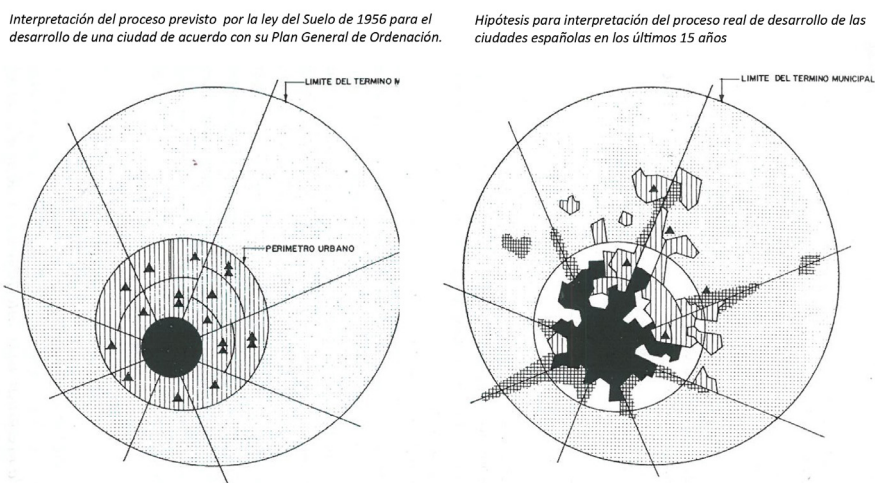 Interpretación del proceso previsto por la ley del Suelo de 1956 para el
desarrollo de una ciudad de acuerdo con su Plan General de Ordenación.
Hipótesis para interpretación del proceso real de desarrollo de las
ciudades españolas en los últimos 15 años
LIMITE DEL TERMINO M
LIMITE DEL TERMINO MUNICIPAL
PERIMETRO URBANO